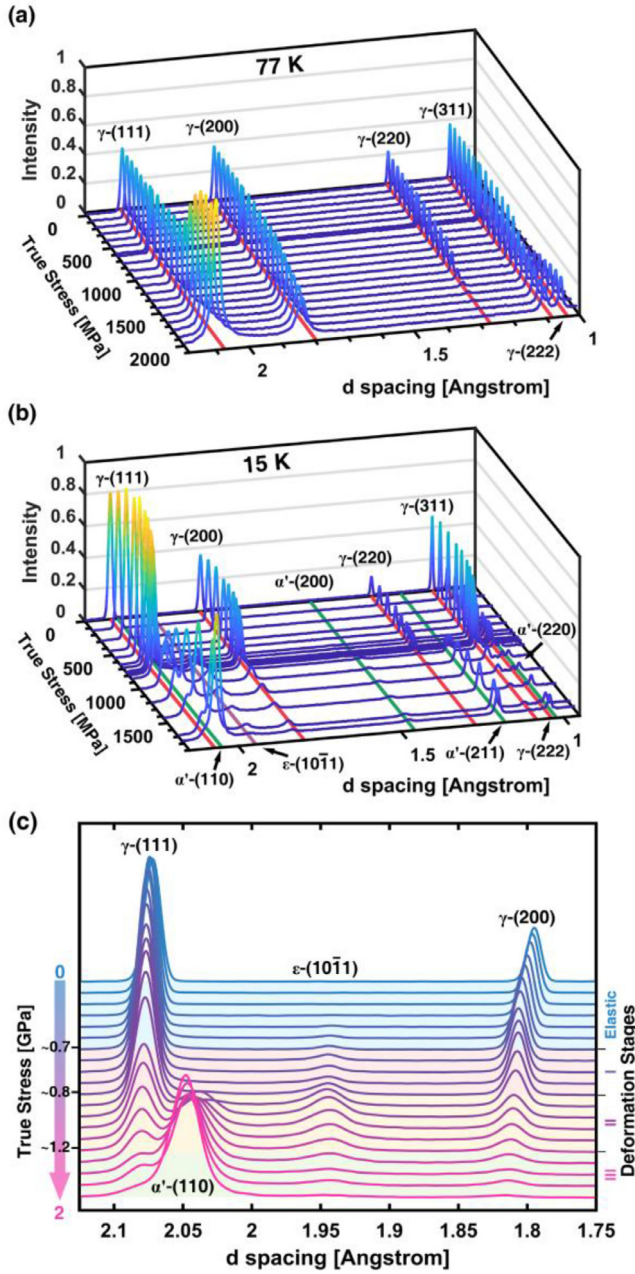 (a)
77 K
1
0.8
0.6
0.4
0.2
0
Intensity
γ-(111)
γ-(200)
γ-(220)
γ-(311)
0
500
1000
1500
2000
True Stress [MPa]
2
1.5
1
γ-(222)
d spacing [Angstrom]
(b)
15 K
1
0.8
0.6
0.4
0.2
0
Intensity
γ-(111)
γ-(200)
α'-(200)
γ-(220)
γ-(311)
α'-(220)
0
500
1000
1500
True Stress [MPa]
α'-(110)
2
ε-(101̄1)
1.5
α'-(211)
γ-(222)
1
d spacing [Angstrom]
(c)
γ-(111)
γ-(200)
ε-(101̄1)
α'-(110)
0
~0.7
~0.8
~1.2
2
True Stress [GPa]
Elastic
I
II
III
Deformation Stages
2.1
2.05
2
1.95
1.9
1.85
1.8
1.75
d spacing [Angstrom]